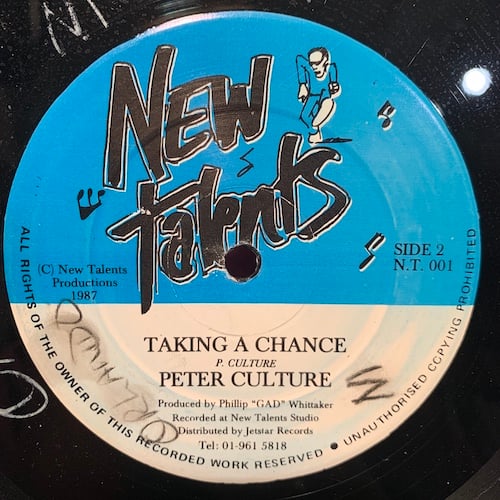 NEW
Talents
SIDE 2
N.T. 001
(C) New Talents
Productions
1987
TAKING A CHANCE
P. CULTURE
PETER CULTURE
Produced by Phillip "GAD" Whittaker
Recorded at New Talents Studio
Distributed by Jetstar Records
Tel: 01-961 5818
ALL RIGHTS OF THE OWNER OF THIS RECORDED WORK RESERVED • UNAUTHORISED COPYING PROHIBITED